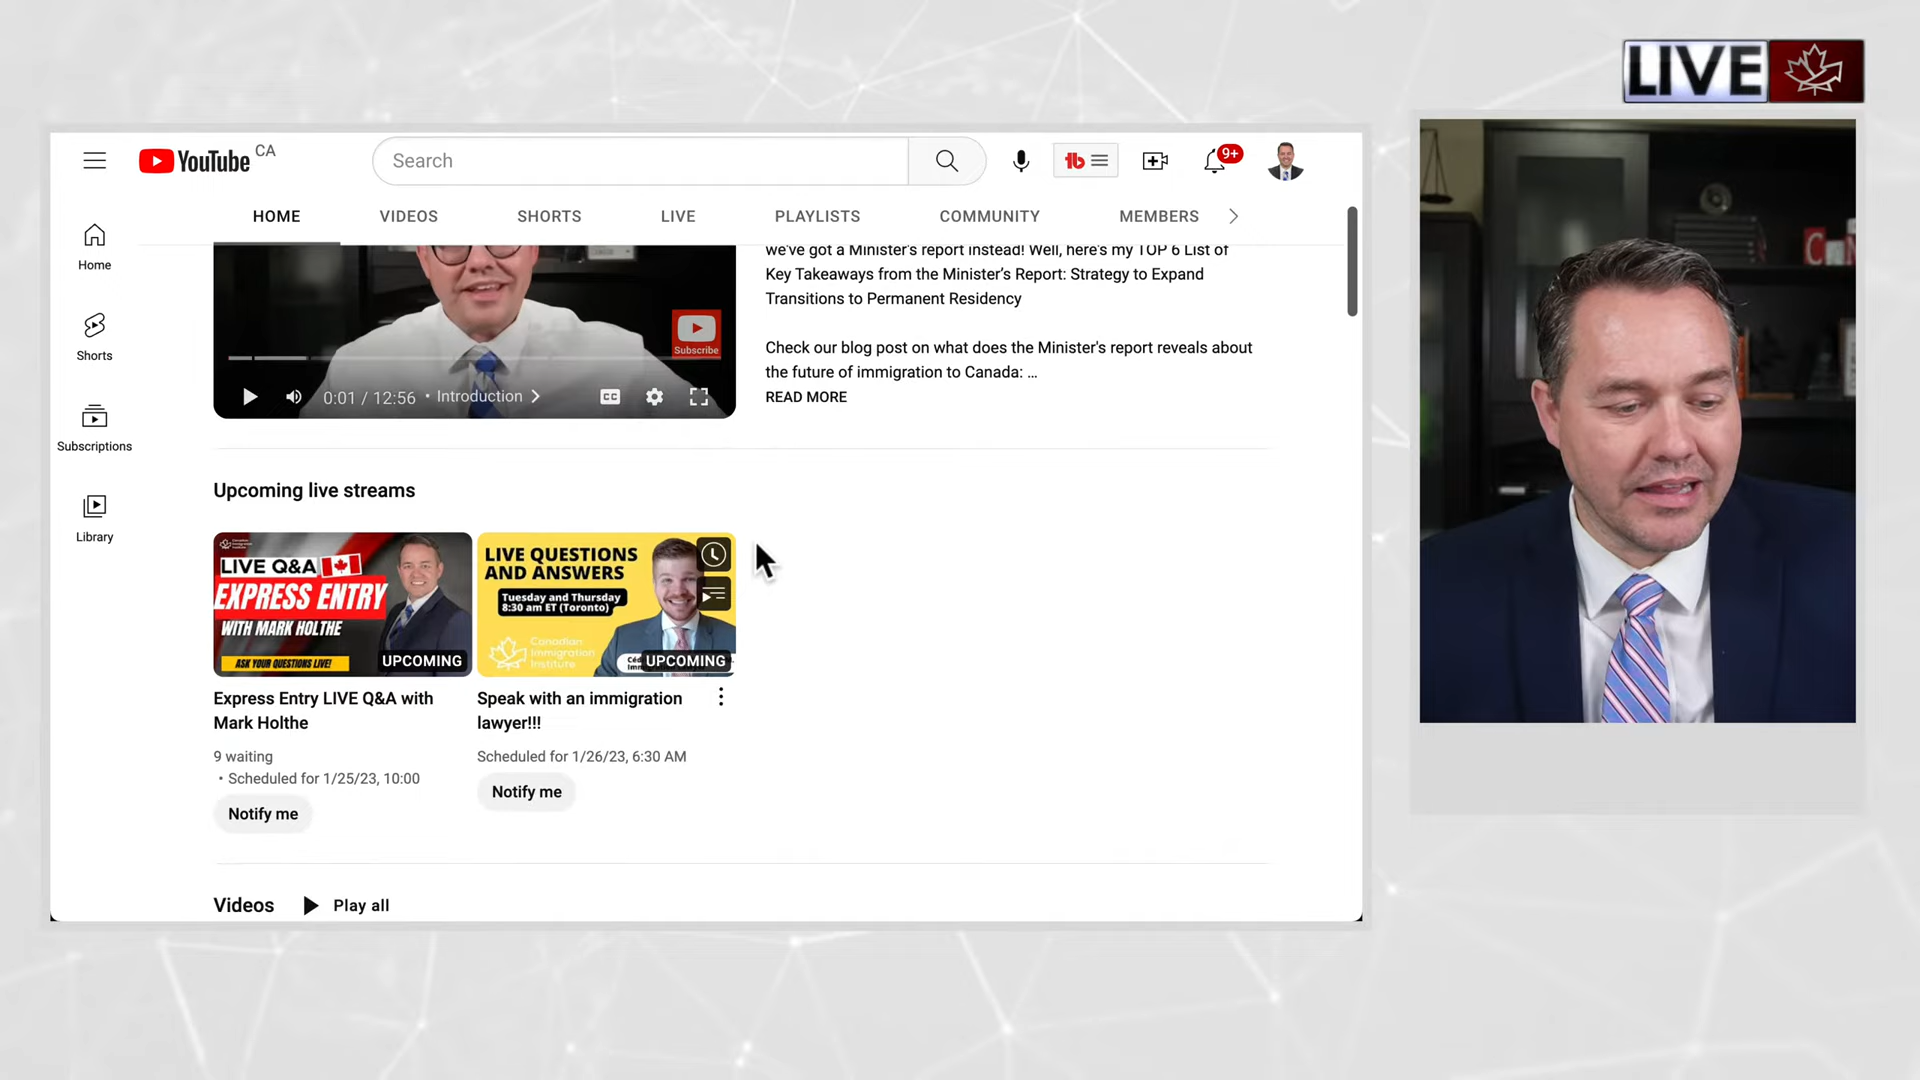 LIVE
YouTube CA
Search
9+
HOME
VIDEOS
SHORTS
LIVE
PLAYLISTS
COMMUNITY
MEMBERS
Home
Shorts
Subscriptions
Library
Subscribe
0:01 / 12:56 • Introduction
CC
we've got a Minister's report instead! Well, here's my TOP 6 List of
Key Takeaways from the Minister's Report: Strategy to Expand
Transitions to Permanent Residency
Check our blog post on what does the Minister's report reveals about
the future of immigration to Canada: ...
READ MORE
Upcoming live streams
LIVE Q&A
EXPRESS ENTRY
WITH MARK HOLTHE
ASK YOUR QUESTIONS LIVE!
UPCOMING
Express Entry LIVE Q&A with
Mark Holthe
9 waiting
• Scheduled for 1/25/23, 10:00
Notify me
LIVE QUESTIONS
AND ANSWERS
Tuesday and Thursday
8:30 am ET (Toronto)
Canadian
Immigration
Institute
UPCOMING
Speak with an immigration
lawyer!!!
Scheduled for 1/26/23, 6:30 AM
Notify me
Videos
Play all